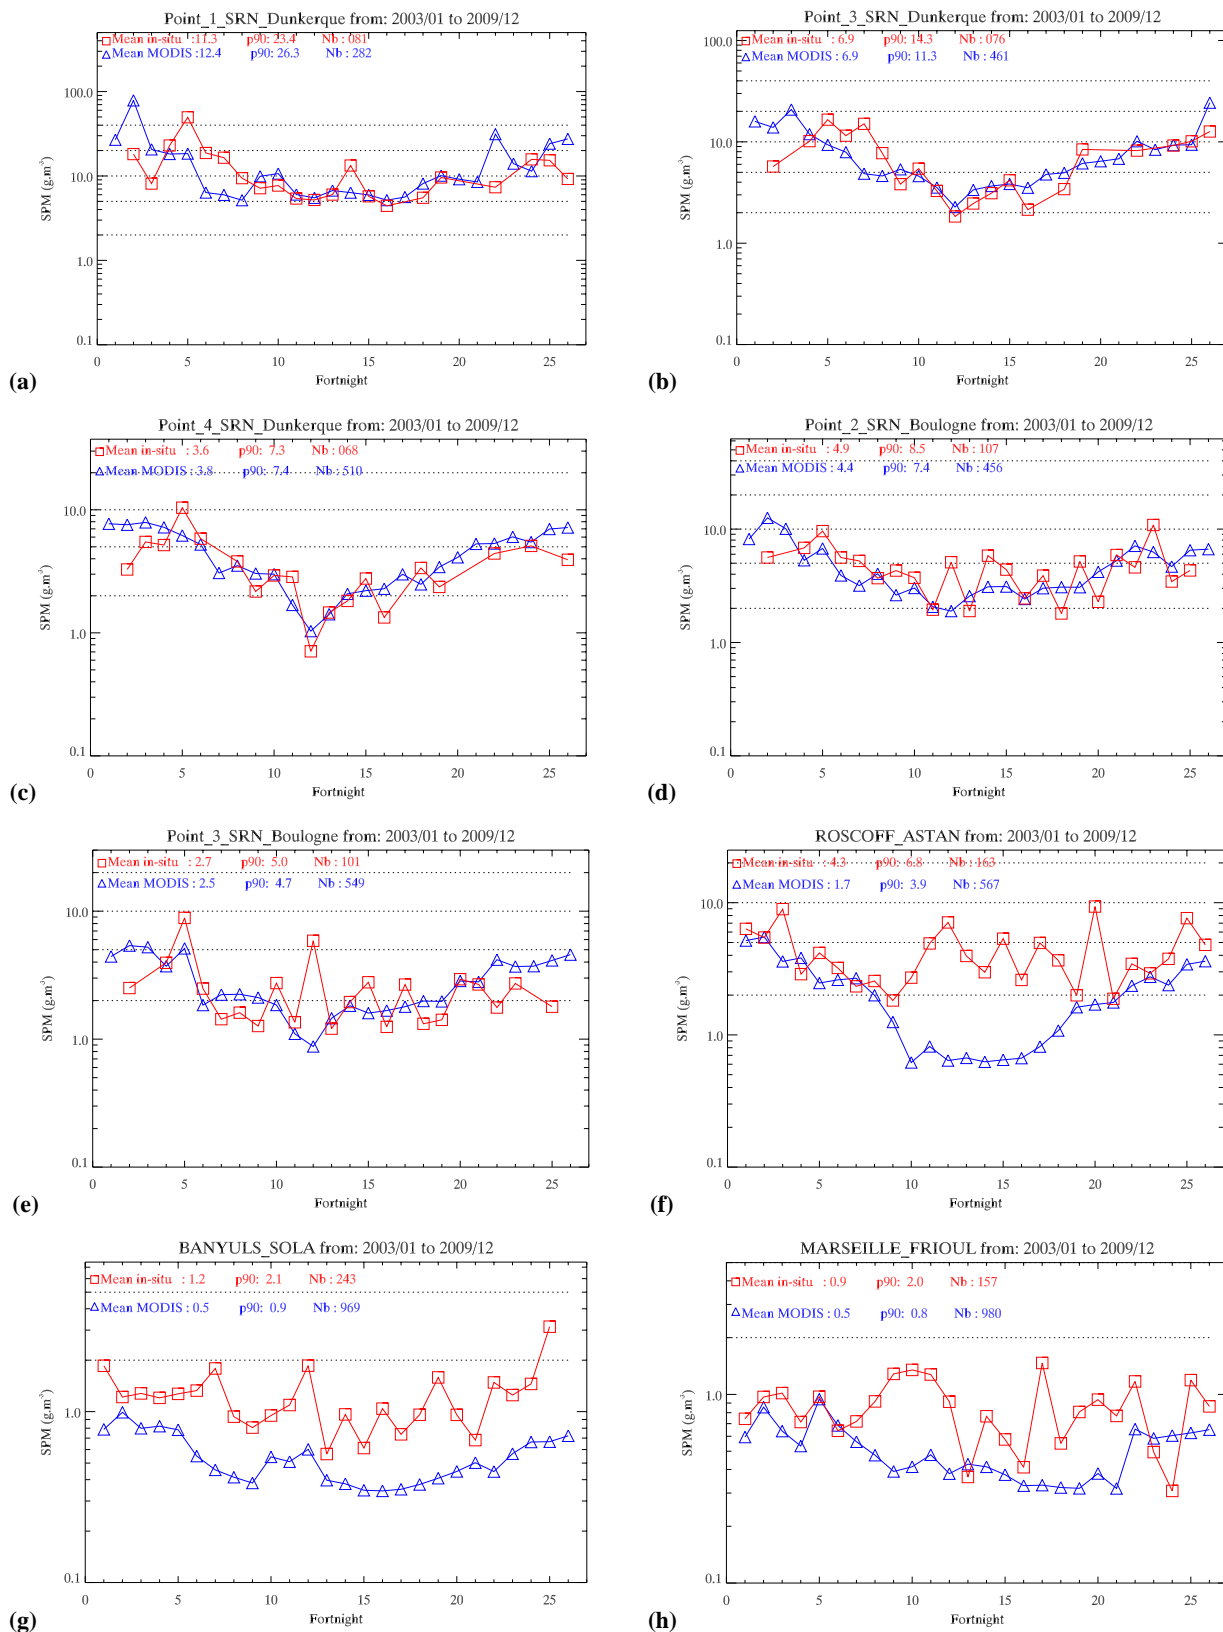 Point_1_SRN_Dunkerque from: 2003/01 to 2009/12
Mean in-situ : 11.3 p90: 23.4 Nb : 081
Mean MODIS : 12.4 p90: 26.3 Nb : 282
100.0
10.0
1.0
0.1
SPM (g.m⁻³)
0 5 10 15 20 25
Fortnight
(a)
Point_3_SRN_Dunkerque from: 2003/01 to 2009/12
Mean in-situ : 6.9 p90: 14.3 Nb : 076
Mean MODIS : 6.9 p90: 11.3 Nb : 461
100.0
10.0
1.0
0.1
SPM (g.m⁻³)
0 5 10 15 20 25
Fortnight
(b)
Point_4_SRN_Dunkerque from: 2003/01 to 2009/12
Mean in-situ : 3.6 p90: 7.3 Nb : 068
Mean MODIS : 3.8 p90: 7.4 Nb : 510
10.0
1.0
0.1
SPM (g.m⁻³)
0 5 10 15 20 25
Fortnight
(c)
Point_2_SRN_Boulogne from: 2003/01 to 2009/12
Mean in-situ : 4.9 p90: 8.5 Nb : 107
Mean MODIS : 4.4 p90: 7.4 Nb : 456
10.0
1.0
0.1
SPM (g.m⁻³)
0 5 10 15 20 25
Fortnight
(d)
Point_3_SRN_Boulogne from: 2003/01 to 2009/12
Mean in-situ : 2.7 p90: 5.0 Nb : 101
Mean MODIS : 2.5 p90: 4.7 Nb : 549
10.0
1.0
0.1
SPM (g.m⁻³)
0 5 10 15 20 25
Fortnight
(e)
ROSCOFF_ASTAN from: 2003/01 to 2009/12
Mean in-situ : 4.3 p90: 6.8 Nb : 163
Mean MODIS : 1.7 p90: 3.9 Nb : 567
10.0
1.0
0.1
SPM (g.m⁻³)
0 5 10 15 20 25
Fortnight
(f)
BANYULS_SOLA from: 2003/01 to 2009/12
Mean in-situ : 1.2 p90: 2.1 Nb : 243
Mean MODIS : 0.5 p90: 0.9 Nb : 969
1.0
0.1
SPM (g.m⁻³)
0 5 10 15 20 25
Fortnight
(g)
MARSEILLE_FRIOUL from: 2003/01 to 2009/12
Mean in-situ : 0.9 p90: 2.0 Nb : 157
Mean MODIS : 0.5 p90: 0.8 Nb : 980
1.0
0.1
SPM (g.m⁻³)
0 5 10 15 20 25
Fortnight
(h)